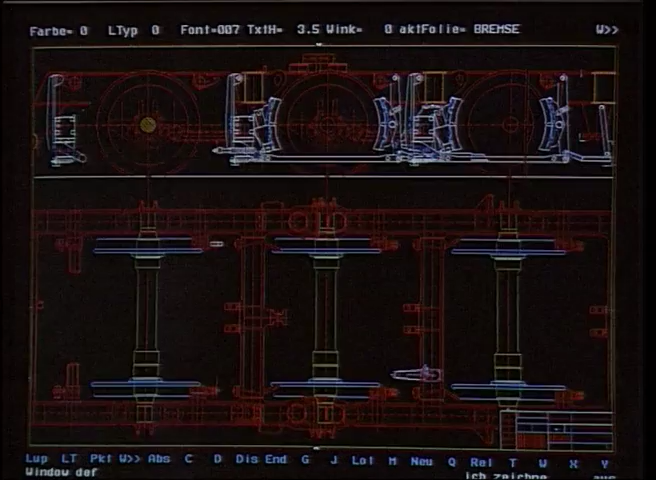 Farbe= 0 LTyp 0 Font=007 TxtH= 3.5 Wink= 0 aktFolie= BREMSE W>>
Lup LT Pkt W>> Abs C D Dis End G J Lot M Neu Q Rel T W X Y
Window def ich zeichne aus